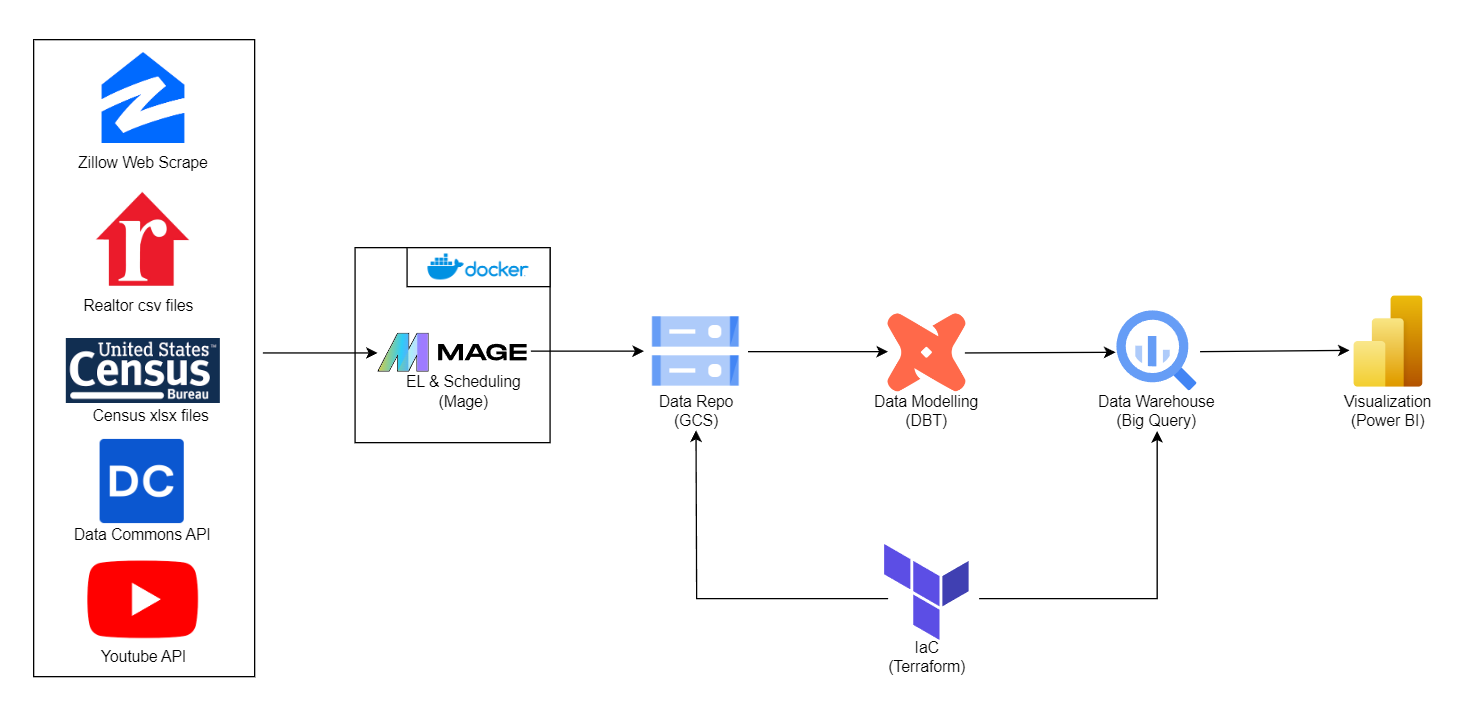 Zillow Web Scrape
r
Realtor csv files
United States™
Census
Bureau
Census xlsx files
DC
Data Commons API
Youtube API
docker
MAGE
EL & Scheduling
(Mage)
Data Repo
(GCS)
Data Modelling
(DBT)
Data Warehouse
(Big Query)
Visualization
(Power BI)
IaC
(Terraform)